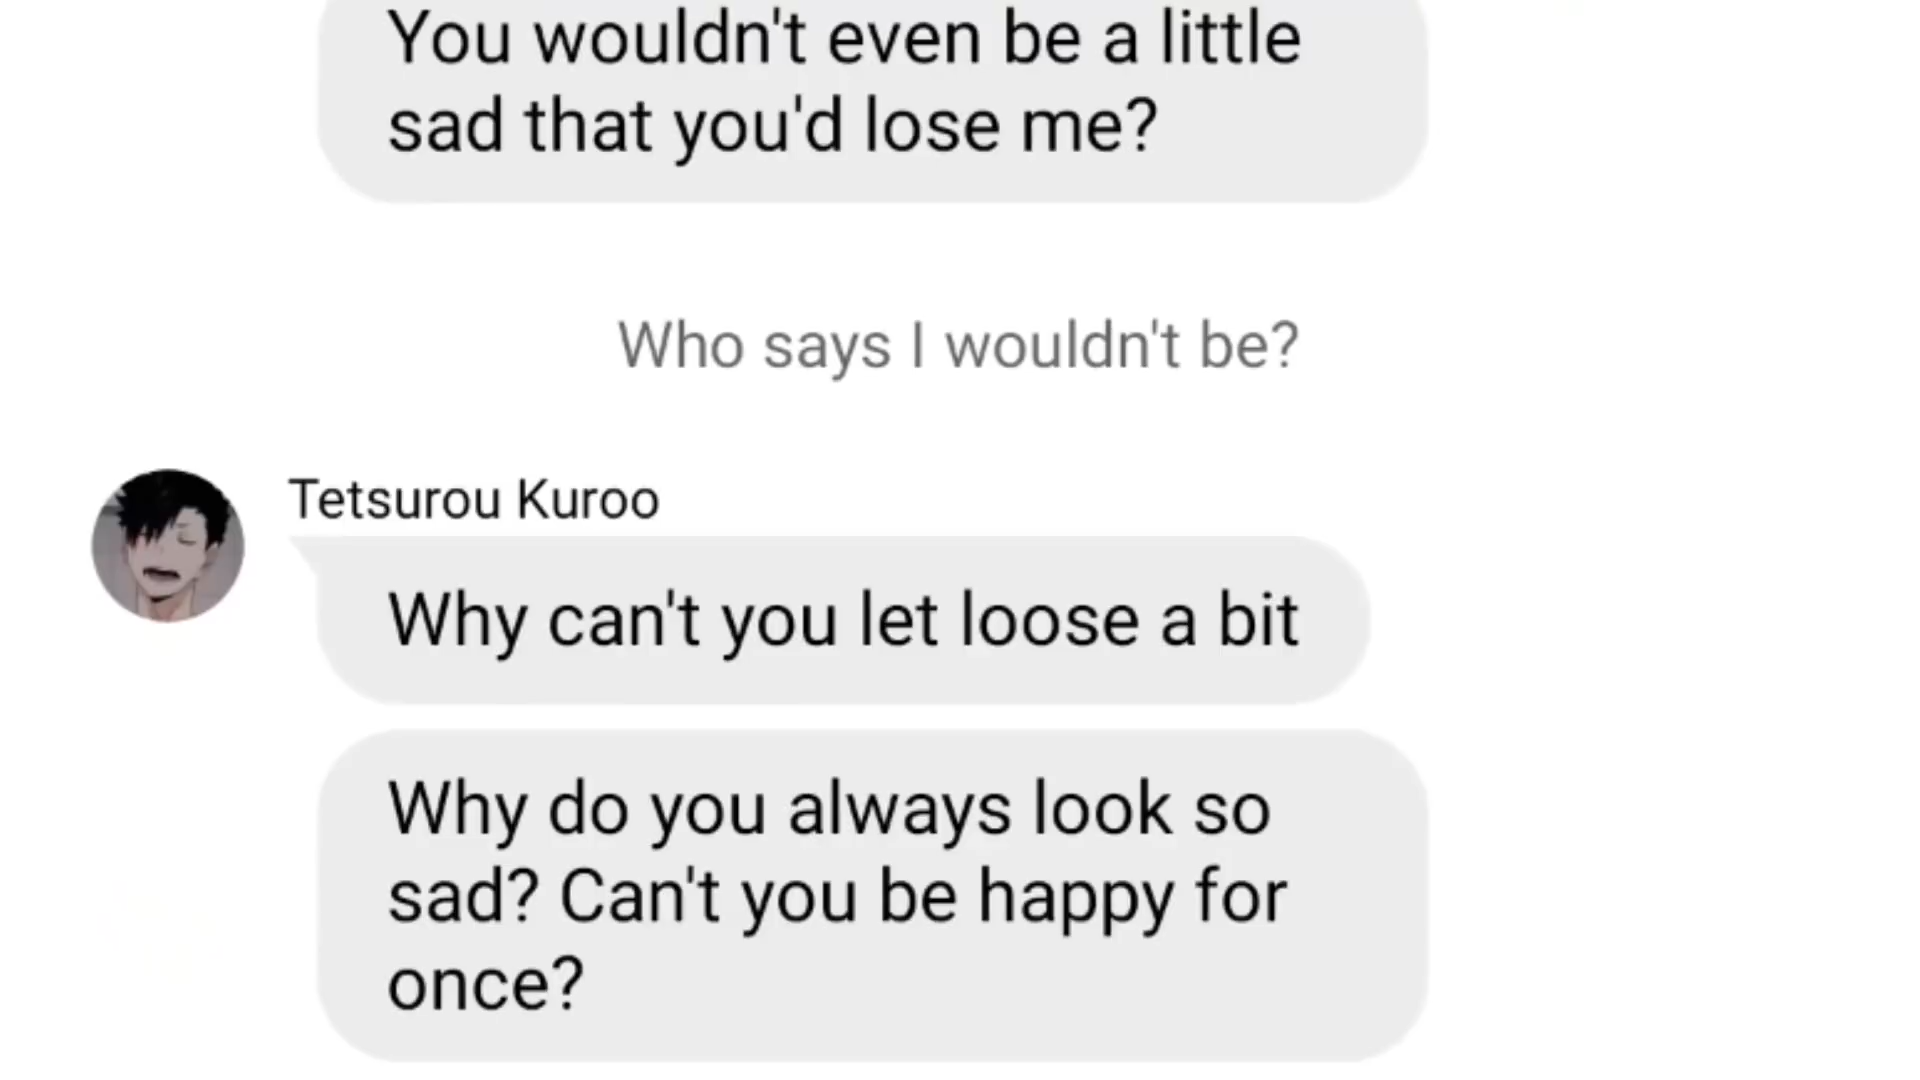 You wouldn't even be a little
sad that you'd lose me?
Who says I wouldn't be?
Tetsurou Kuroo
Why can't you let loose a bit
Why do you always look so
sad? Can't you be happy for
once?